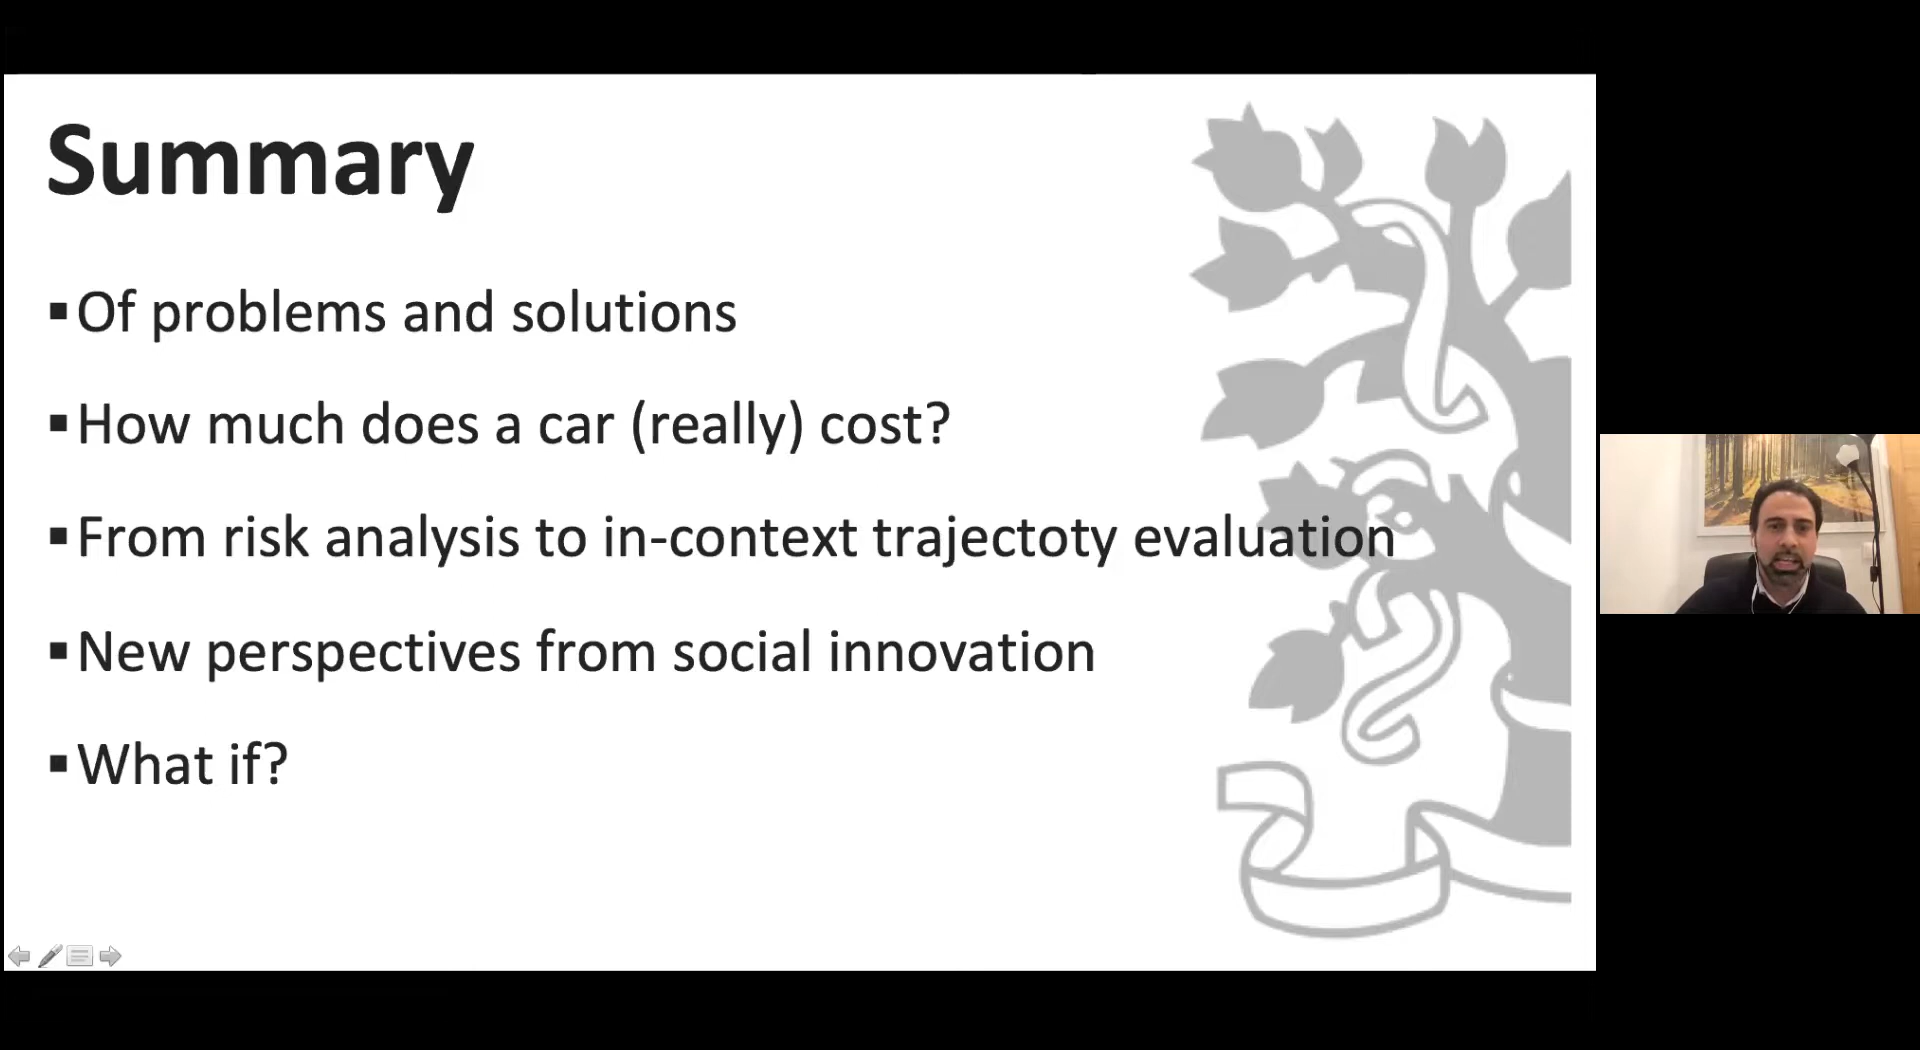 Summary
▪Of problems and solutions
▪How much does a car (really) cost?
▪From risk analysis to in-context trajectoty evaluation
▪New perspectives from social innovation
▪What if?